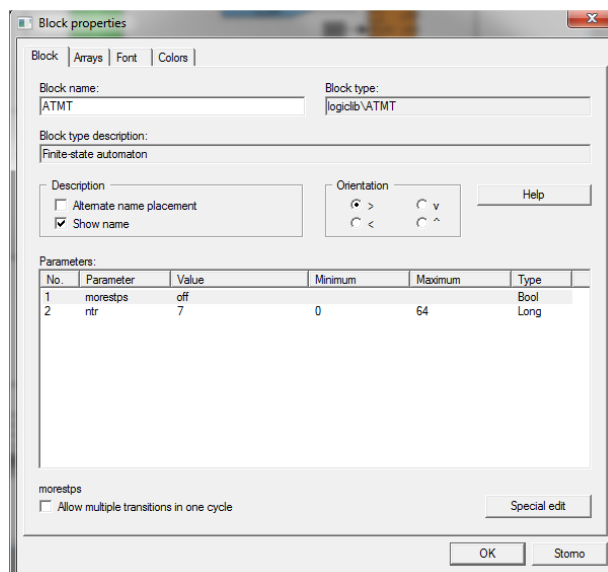 Block properties
Block Arrays Font Colors
Block name: Block type:
ATMT logiclib\ATMT
Block type description:
Finite-state automaton
Description Orientation
Alternate name placement > v Help
Show name < ^
Parameters:
No. Parameter Value Minimum Maximum Type
1 morestps off Bool
2 ntr 7 0 64 Long
morestps
Allow multiple transitions in one cycle Special edit
OK Storno